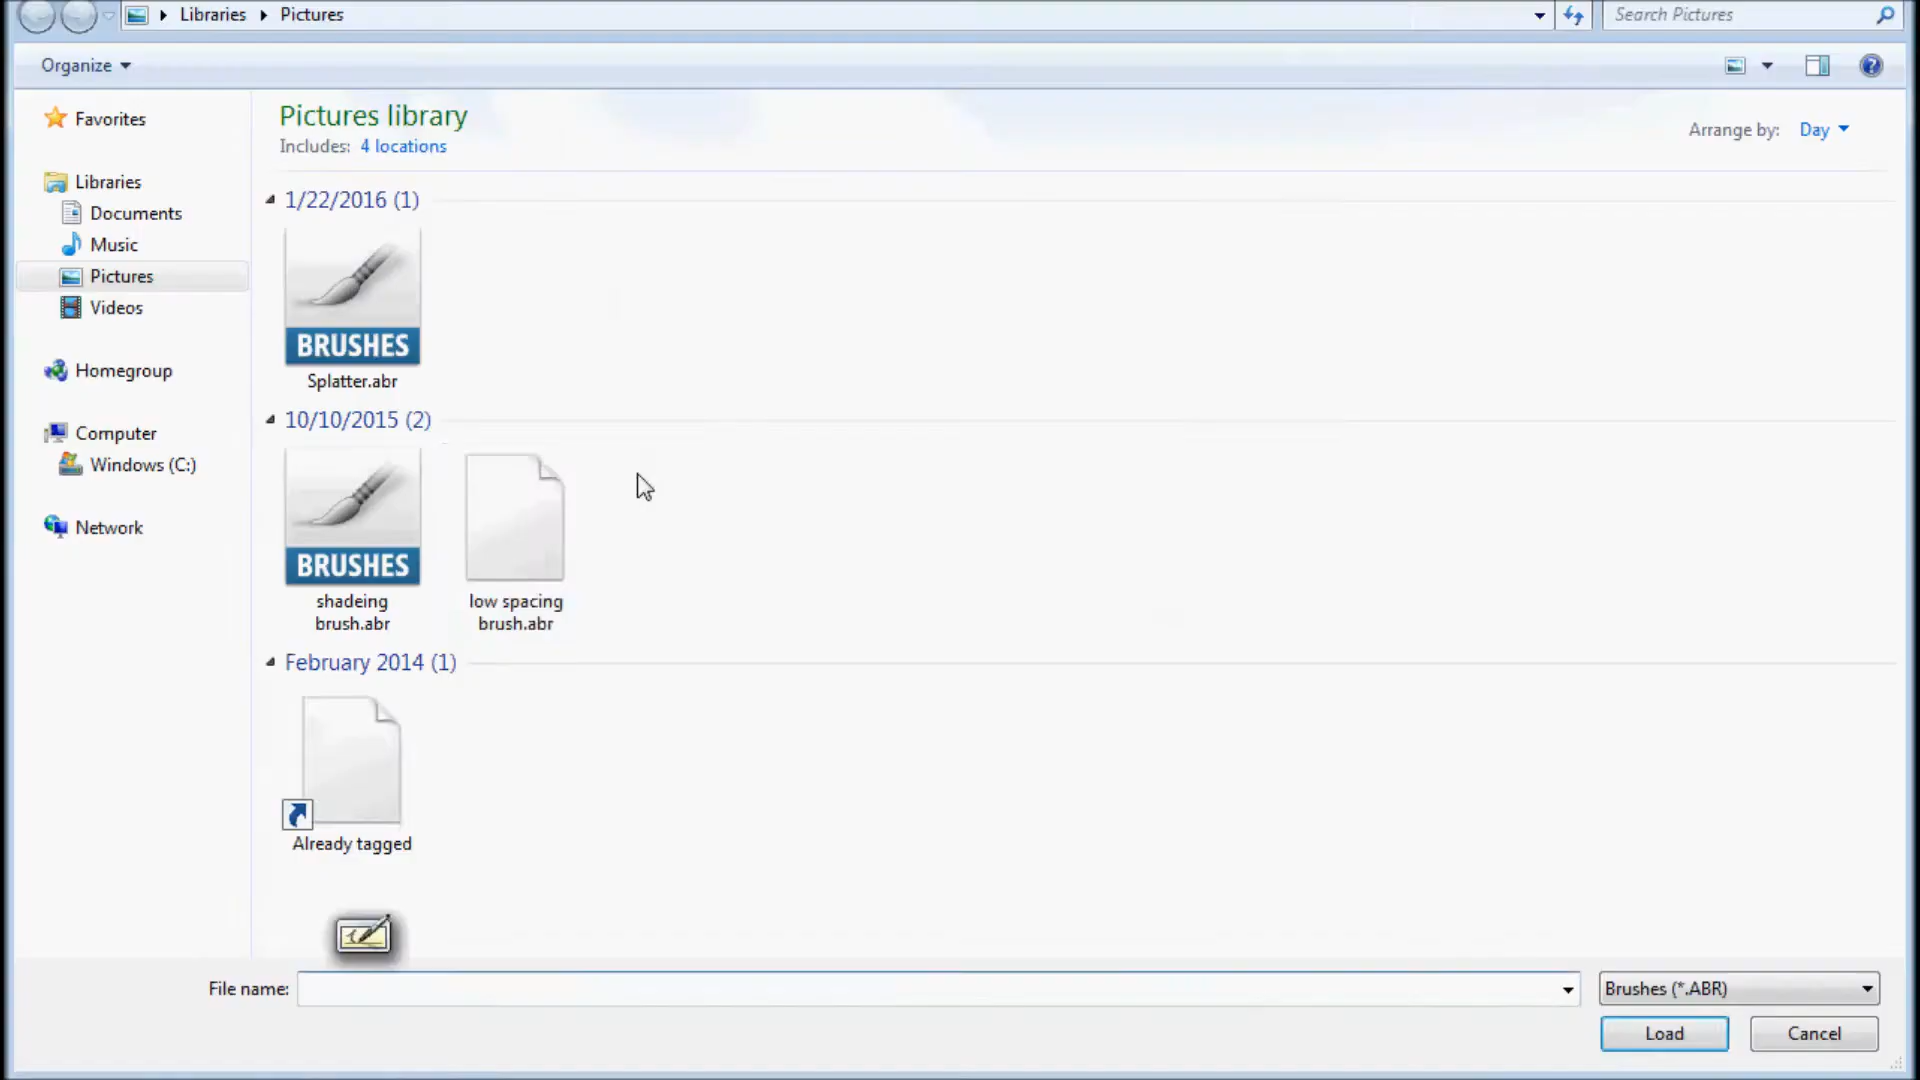 Libraries Pictures
Search Pictures
Organize
Favorites
Libraries
Documents
Music
Pictures
Videos
Homegroup
Computer
Windows (C:)
Network
Pictures library
Includes: 4 locations
Arrange by: Day
1/22/2016 (1)
BRUSHES
Splatter.abr
10/10/2015 (2)
BRUSHES
shadeing
brush.abr
low spacing
brush.abr
February 2014 (1)
Already tagged
File name:
Brushes (*.ABR)
Load
Cancel